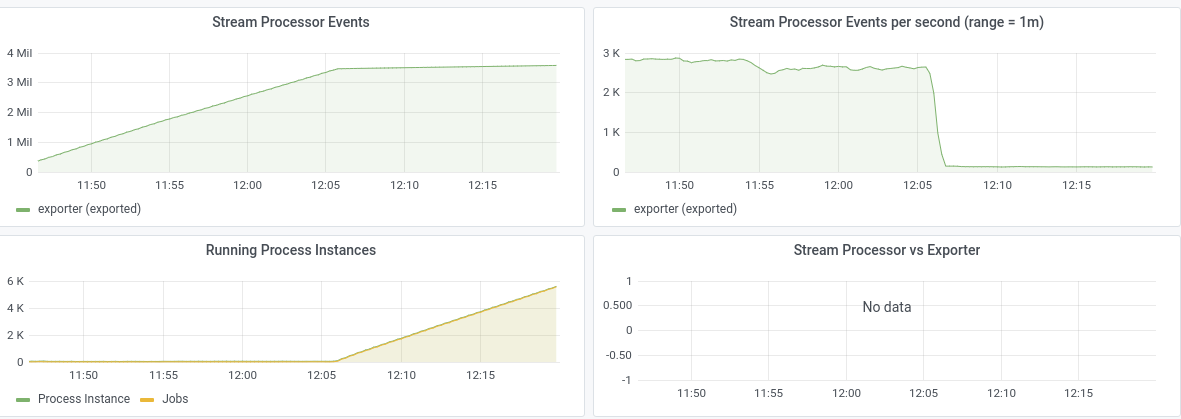 Stream Processor Events
4 Mil
3 Mil
2 Mil
1 Mil
0
11:50 11:55 12:00 12:05 12:10 12:15
exporter (exported)
Stream Processor Events per second (range = 1m)
3 K
2 K
1 K
0
11:50 11:55 12:00 12:05 12:10 12:15
exporter (exported)
Running Process Instances
6 K
4 K
2 K
0
11:50 11:55 12:00 12:05 12:10 12:15
Process Instance Jobs
Stream Processor vs Exporter
1
0.500
0
-0.50
-1
No data
11:50 11:55 12:00 12:05 12:10 12:15